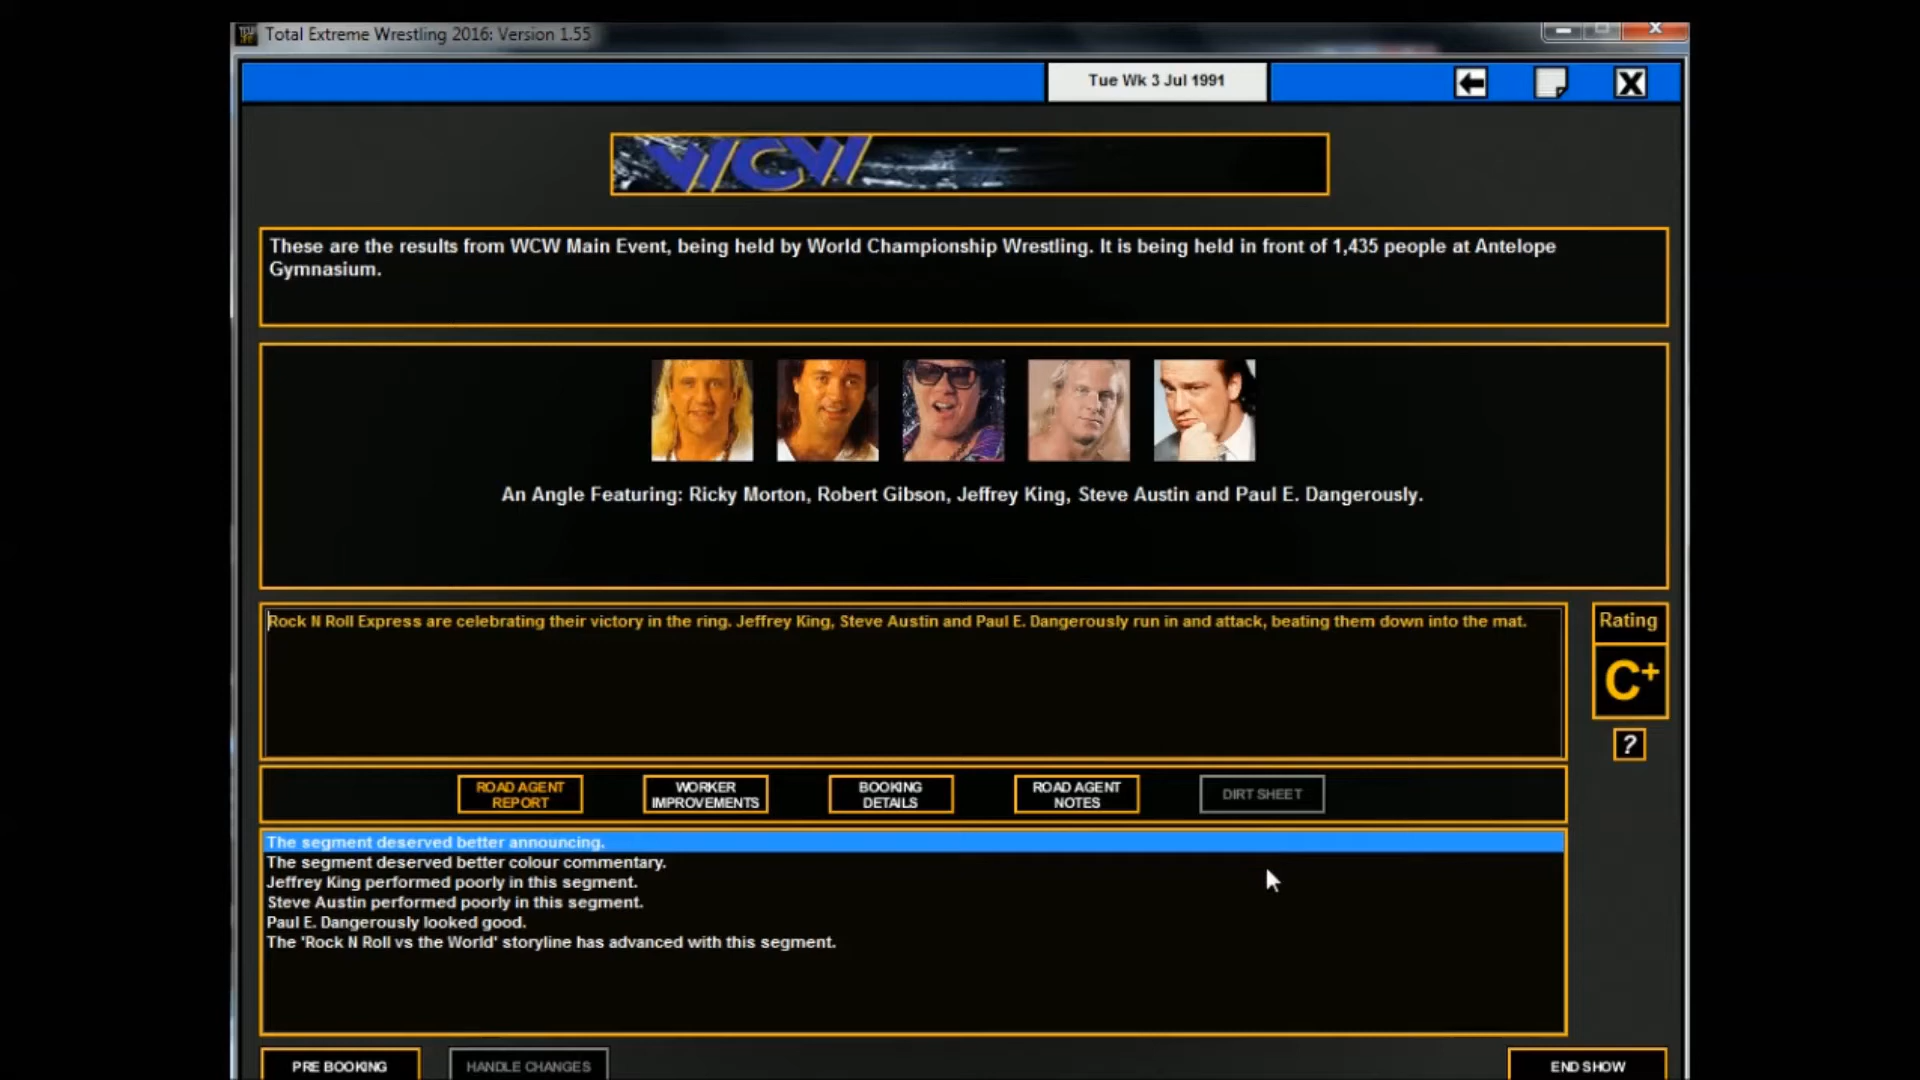 Total Extreme Wrestling 2016: Version 1.55
Tue Wk 3 Jul 1991
WCW
These are the results from WCW Main Event, being held by World Championship Wrestling. It is being held in front of 1,435 people at Antelope
Gymnasium.
An Angle Featuring: Ricky Morton, Robert Gibson, Jeffrey King, Steve Austin and Paul E. Dangerously.
Rock N Roll Express are celebrating their victory in the ring. Jeffrey King, Steve Austin and Paul E. Dangerously run in and attack, beating them down into the mat.
Rating
C+
?
ROAD AGENT
REPORT
WORKER
IMPROVEMENTS
BOOKING
DETAILS
ROAD AGENT
NOTES
DIRT SHEET
The segment deserved better announcing.
The segment deserved better colour commentary.
Jeffrey King performed poorly in this segment.
Steve Austin performed poorly in this segment.
Paul E. Dangerously looked good.
The 'Rock N Roll vs the World' storyline has advanced with this segment.
PRE BOOKING
HANDLE CHANGES
END SHOW